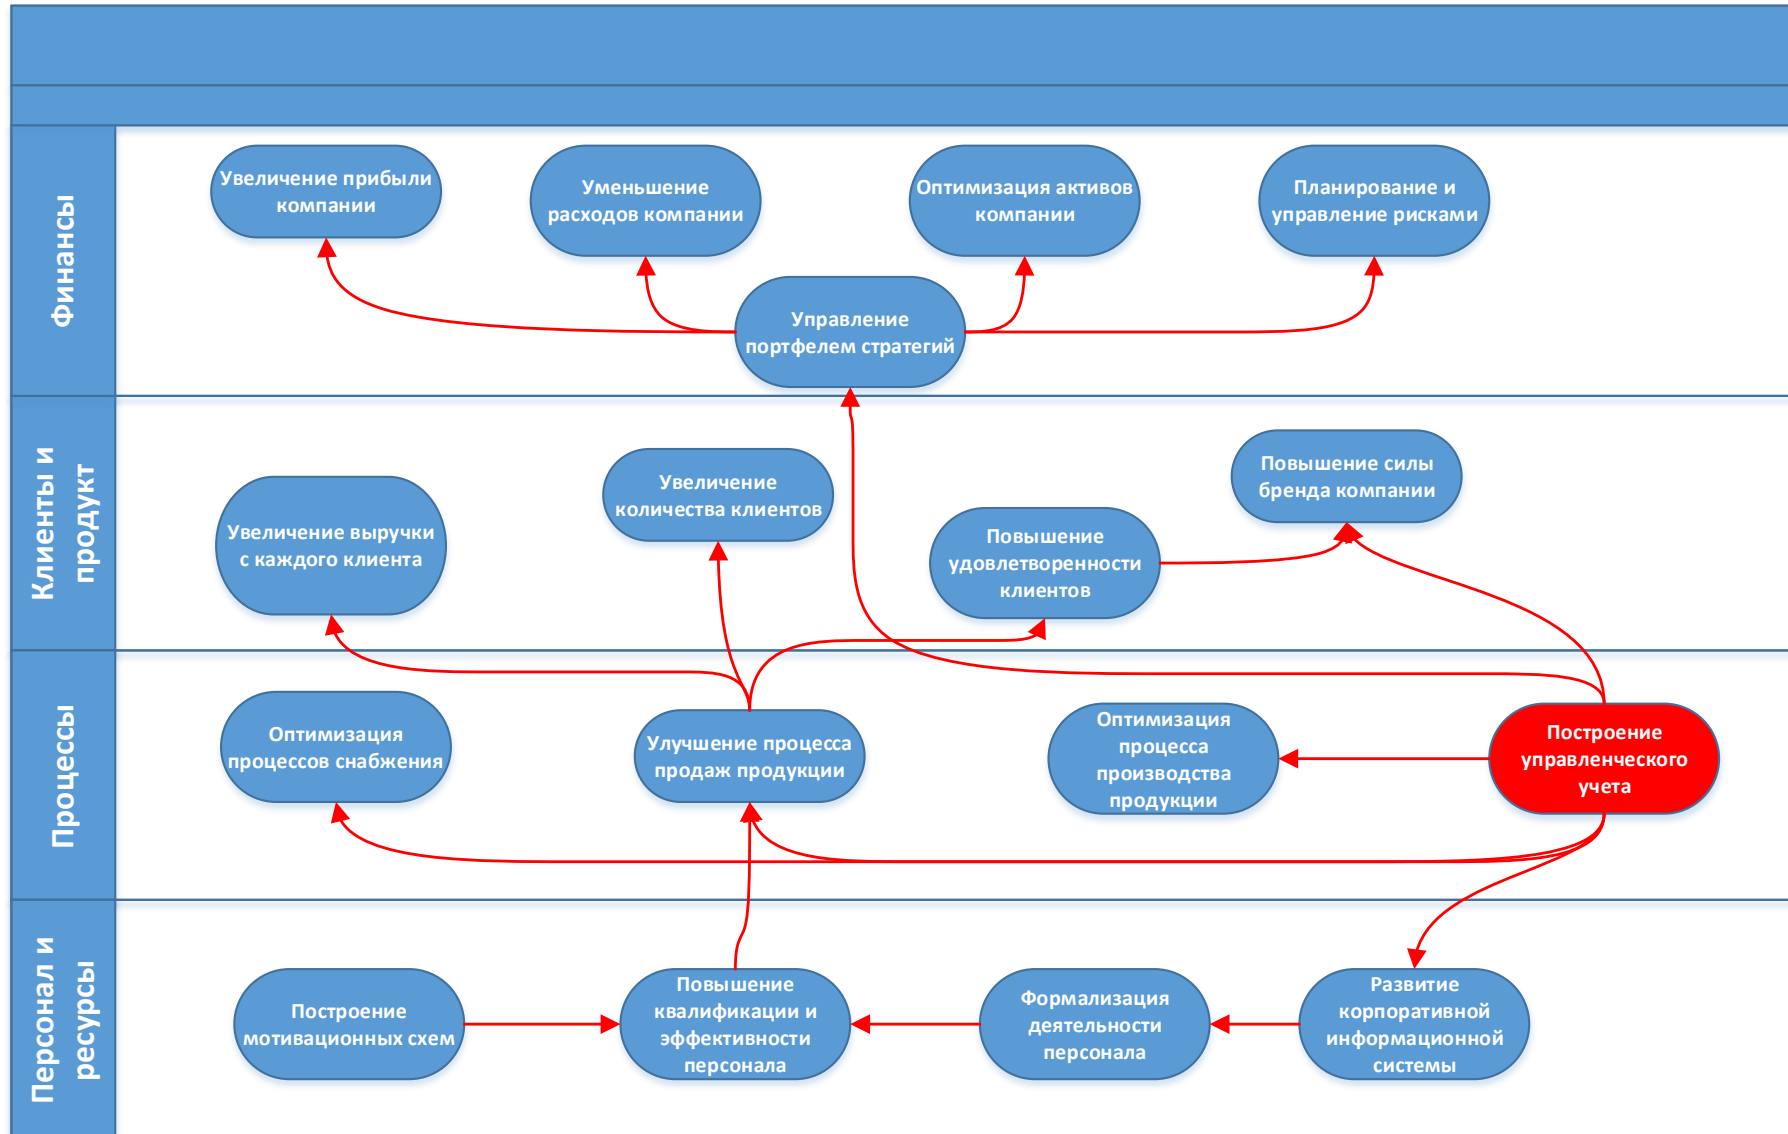 Финансы
Увеличение прибыли
компании
Уменьшение
расходов компании
Оптимизация активов
компании
Планирование и
управление рисками
Управление
портфелем стратегий
Клиенты и
продукт
Увеличение выручки
с каждого клиента
Увеличение
количества клиентов
Повышение
удовлетворенности
клиентов
Повышение силы
бренда компании
Процессы
Оптимизация
процессов снабжения
Улучшение процесса
продаж продукции
Оптимизация
процесса
производства
продукции
Построение
управленческого
учета
Персонал и
ресурсы
Построение
мотивационных схем
Повышение
квалификации и
эффективности
персонала
Формализация
деятельности
персонала
Развитие
корпоративной
информационной
системы